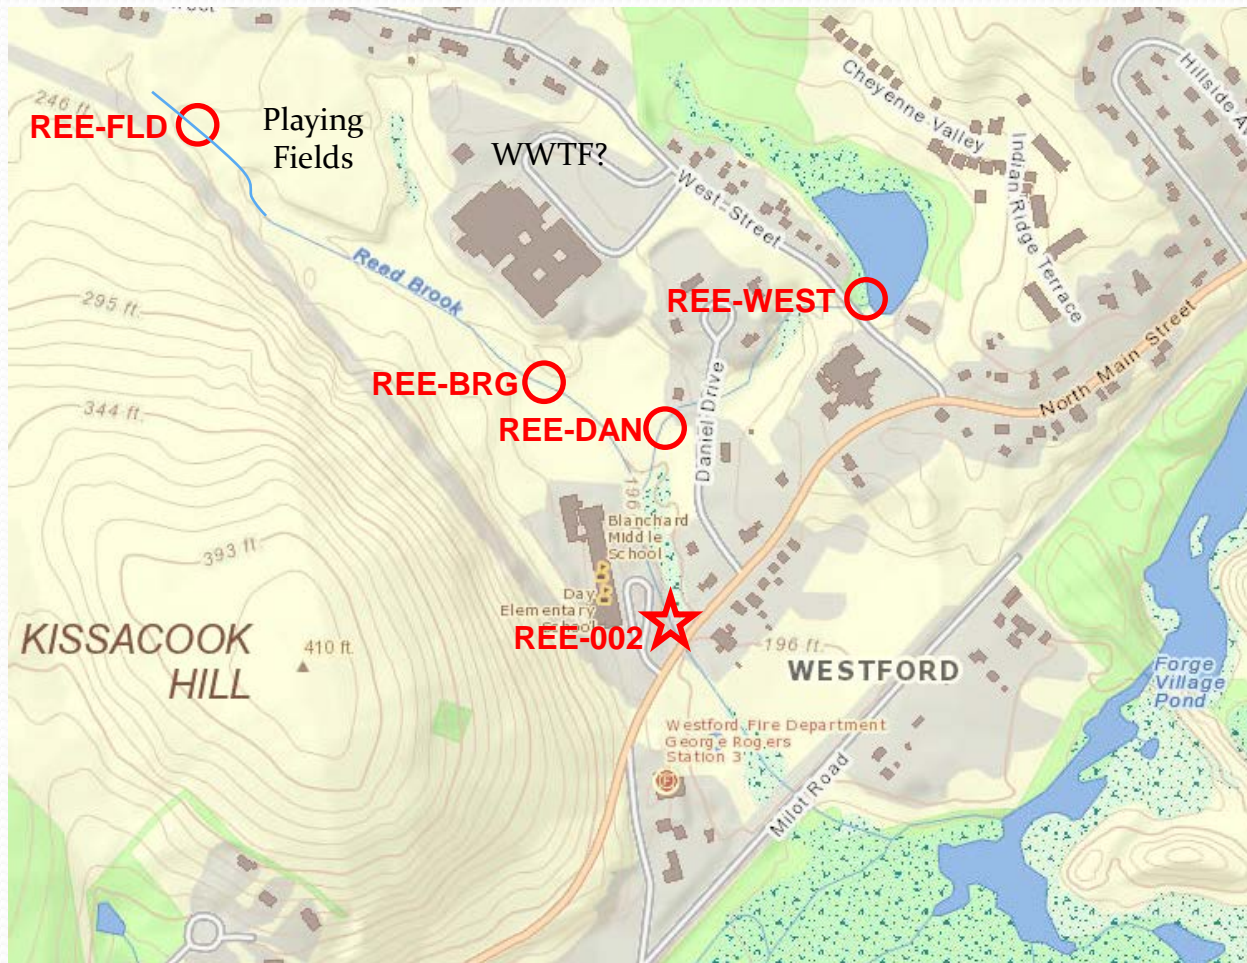 246 ft.
REE-FLD
Playing
Fields
WWTF?
Cheyenne Valley
Hillside Av
Indian Ridge Terrace
West Street
Read Brook
REE-WEST
295 ft.
North Main Street
REE-BRG
344 ft.
REE-DAN
Daniel Drive
196
Blanchard
Middle
School
393 ft.
Day
Elementary
School
REE-002
KISSACOOK
HILL
410 ft.
196 ft.
WESTFORD
Forge
Village
Pond
Westford Fire Department
George Rogers
Station 3
Milot Road